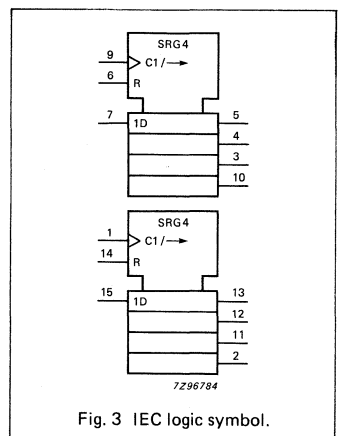 SRG4
9
C1/→
6
R
7
1D
5
4
3
10
SRG4
1
C1/→
14
R
15
1D
13
12
11
2
7Z96784
Fig. 3 IEC logic symbol.